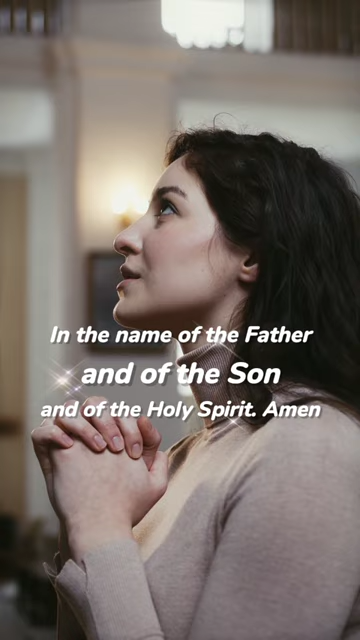 In the name of the Father
and of the Son
and of the Holy Spirit. Amen